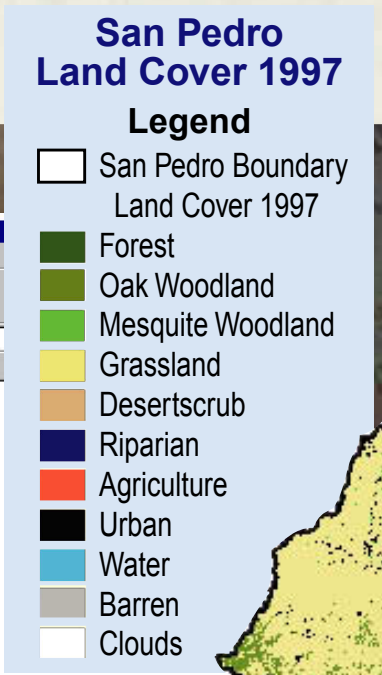 San Pedro
Land Cover 1997
Legend
San Pedro Boundary
Land Cover 1997
Forest
Oak Woodland
Mesquite Woodland
Grassland
Desertscrub
Riparian
Agriculture
Urban
Water
Barren
Clouds